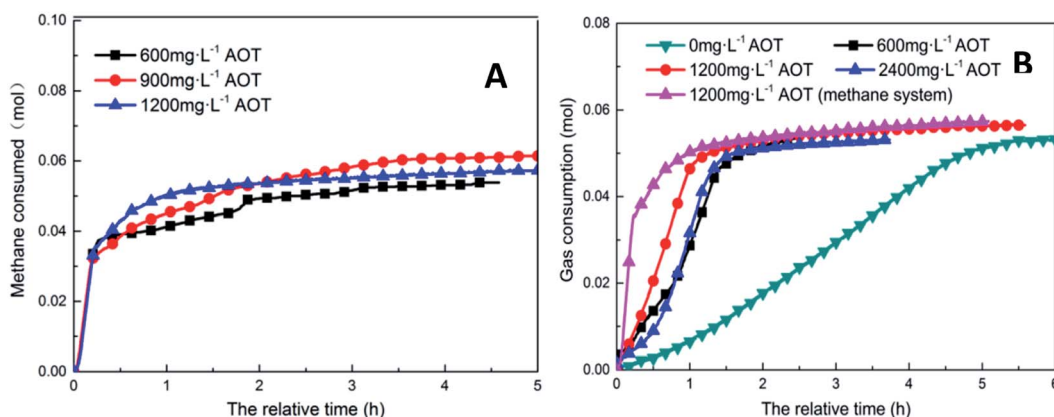 0.10
0.08
0.06
0.04
0.02
0.00
Methane consumed (mol)
600mg·L⁻¹ AOT
900mg·L⁻¹ AOT
1200mg·L⁻¹ AOT
A
0 1 2 3 4 5
The relative time (h)
0.08
0.06
0.04
0.02
0.00
Gas consumption (mol)
0mg·L⁻¹ AOT 600mg·L⁻¹ AOT
1200mg·L⁻¹ AOT 2400mg·L⁻¹ AOT
1200mg·L⁻¹ AOT (methane system)
B
0 1 2 3 4 5 6
The relative time (h)